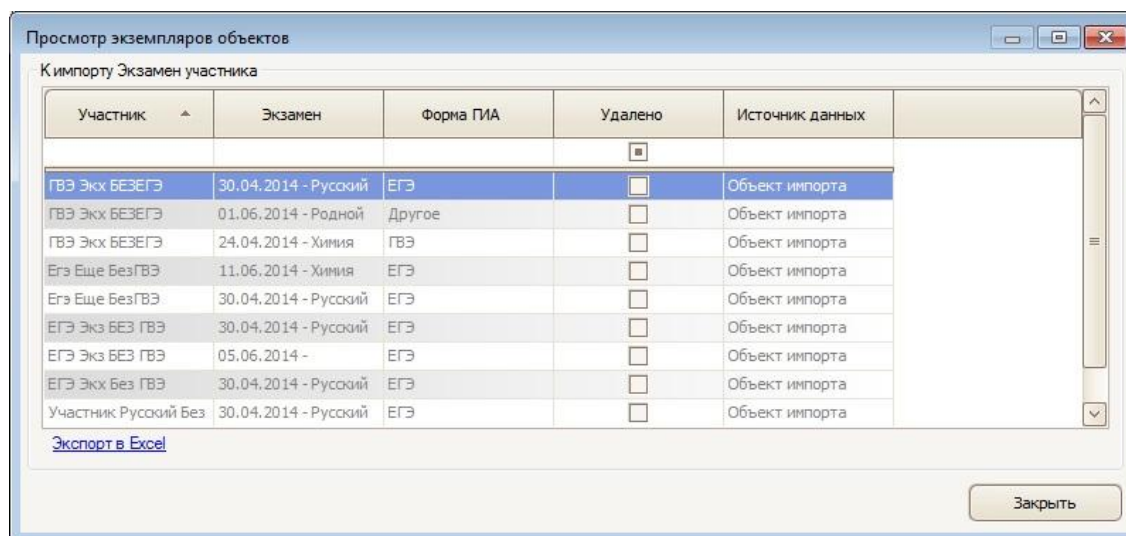 Просмотр экземпляров объектов
К импорту Экзамен участника
Участник Экзамен Форма ГИА Удалено Источник данных
ГВЭ Экх БЕЗЕГЭ 30.04.2014 - Русский ЕГЭ Объект импорта
ГВЭ Экх БЕЗЕГЭ 01.06.2014 - Родной Другое Объект импорта
ГВЭ Экх БЕЗЕГЭ 24.04.2014 - Химия ГВЭ Объект импорта
Егэ Еще БезГВЭ 11.06.2014 - Химия ЕГЭ Объект импорта
Егэ Еще БезГВЭ 30.04.2014 - Русский ЕГЭ Объект импорта
ЕГЭ Экз БЕЗ ГВЭ 30.04.2014 - Русский ЕГЭ Объект импорта
ЕГЭ Экз БЕЗ ГВЭ 05.06.2014 - ЕГЭ Объект импорта
ЕГЭ Экх Без ГВЭ 30.04.2014 - Русский ЕГЭ Объект импорта
Участник Русский Без 30.04.2014 - Русский ЕГЭ Объект импорта
Экспорт в Excel
Закрыть